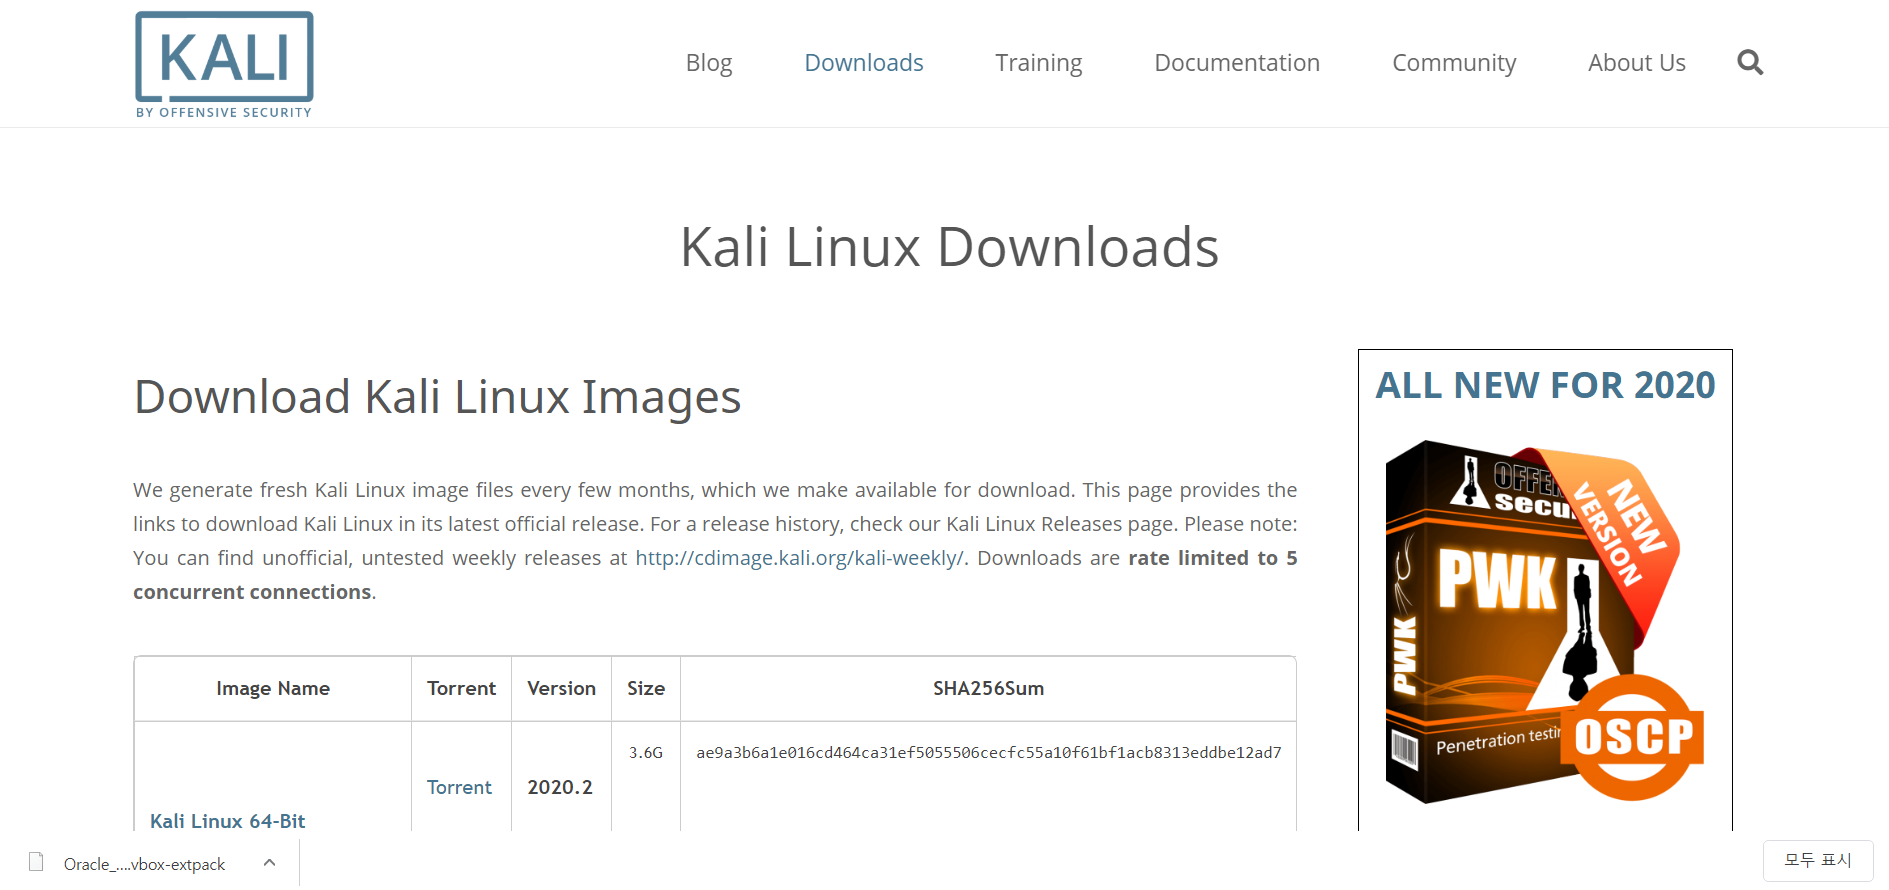 KALI
BY OFFENSIVE SECURITY
Blog
Downloads
Training
Documentation
Community
About Us
Kali Linux Downloads
Download Kali Linux Images
We generate fresh Kali Linux image files every few months, which we make available for download. This page provides the
links to download Kali Linux in its latest official release. For a release history, check our Kali Linux Releases page. Please note:
You can find unofficial, untested weekly releases at http://cdimage.kali.org/kali-weekly/. Downloads are rate limited to 5
concurrent connections.
Image Name
Torrent
Version
Size
SHA256Sum
Kali Linux 64-Bit
Torrent
2020.2
3.6G
ae9a3b6a1e016cd464ca31ef5055506cecfc55a10f61bf1acb8313eddbe12ad7
ALL NEW FOR 2020
OFFEN
secu
NEW
VERSION
PWK
PWK
Penetration testin
OSCP
Oracle_....vbox-extpack
모두 표시